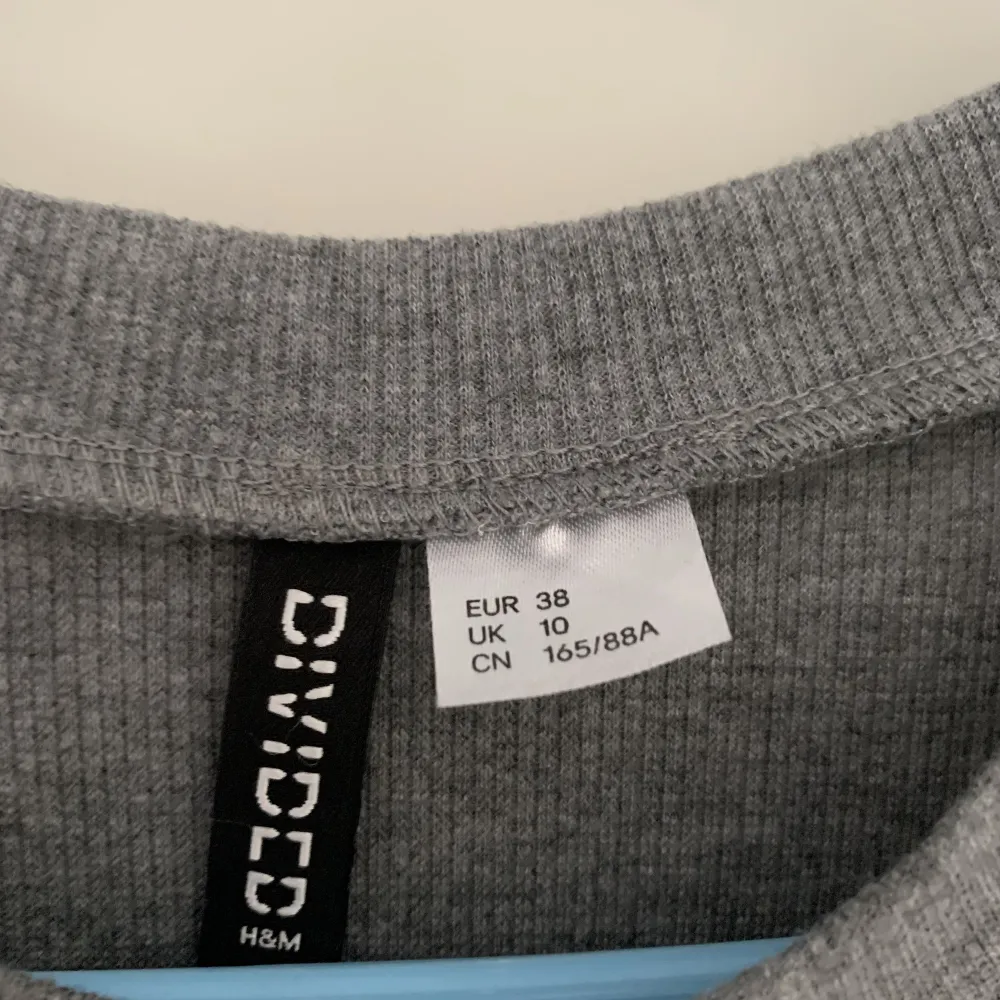 DIVIDED
H&M
EUR 38
UK 10
CN 165/88A